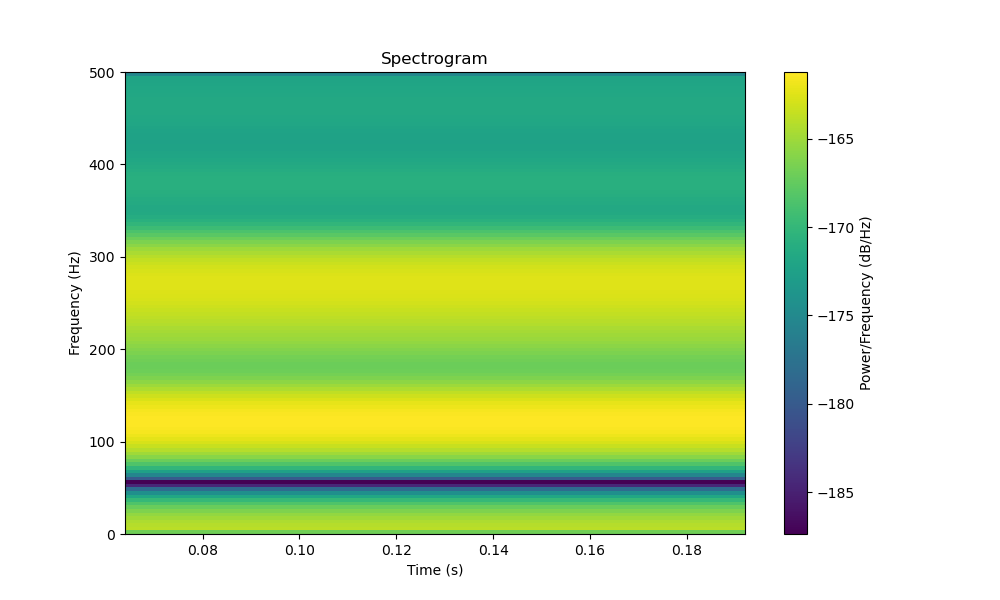 Spectrogram
500
400
300
200
100
0
Frequency (Hz)
0.08 0.10 0.12 0.14 0.16 0.18
Time (s)
−165
−170
−175
−180
−185
Power/Frequency (dB/Hz)